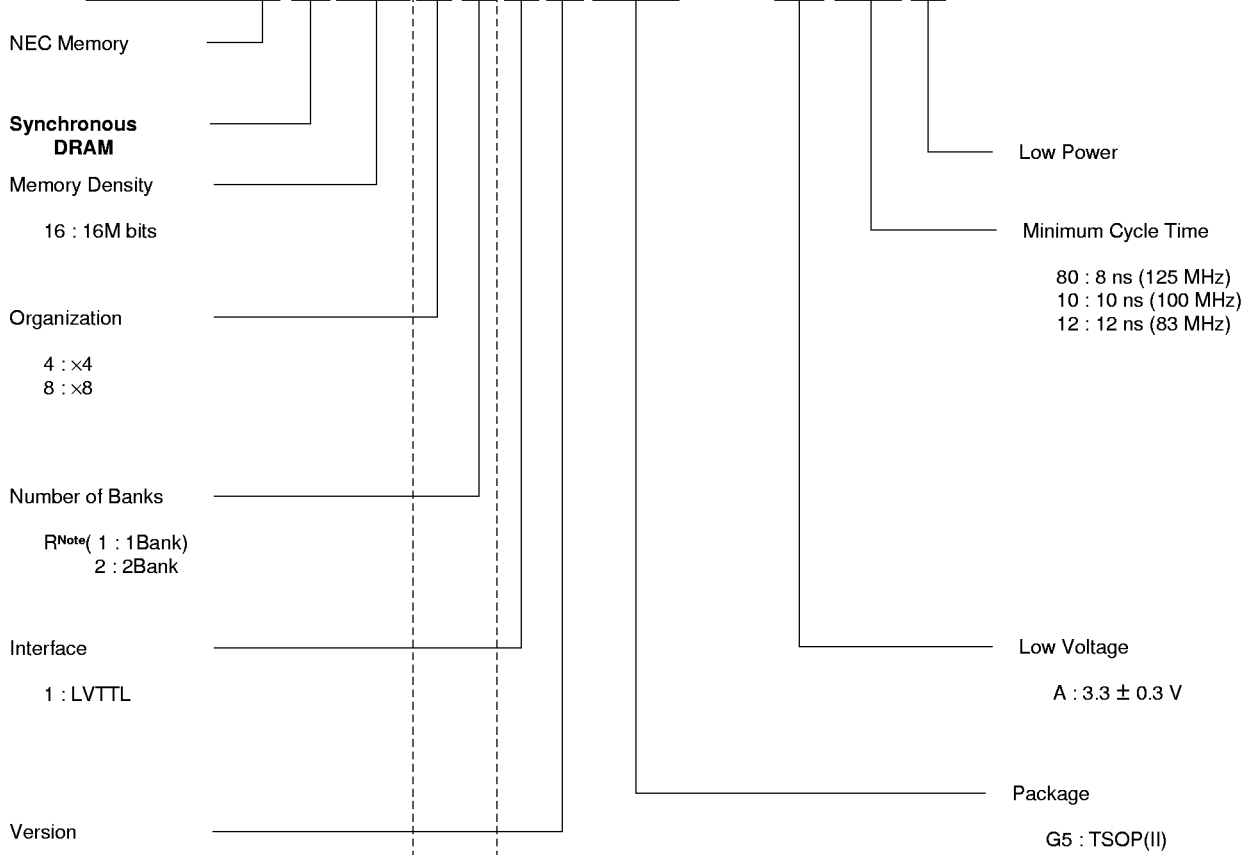 NEC Memory
Synchronous
DRAM
Memory Density
16 : 16M bits
Organization
4 : ×4
8 : ×8
Number of Banks
RNote( 1 : 1Bank)
2 : 2Bank
Interface
1 : LVTTL
Version
Low Power
Minimum Cycle Time
80 : 8 ns (125 MHz)
10 : 10 ns (100 MHz)
12 : 12 ns (83 MHz)
Low Voltage
A : 3.3 ± 0.3 V
Package
G5 : TSOP(II)